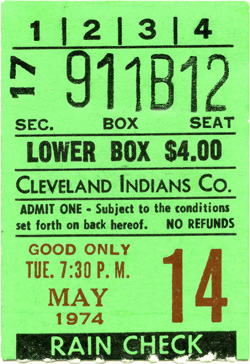 1 | 2 | 3 | 4
17 911B12
SEC. BOX SEAT
LOWER BOX $4.00
CLEVELAND INDIANS CO.
ADMIT ONE - Subject to the conditions
set forth on back hereof. NO REFUNDS
GOOD ONLY
TUE. 7:30 P. M.
MAY 14
1974
RAIN CHECK